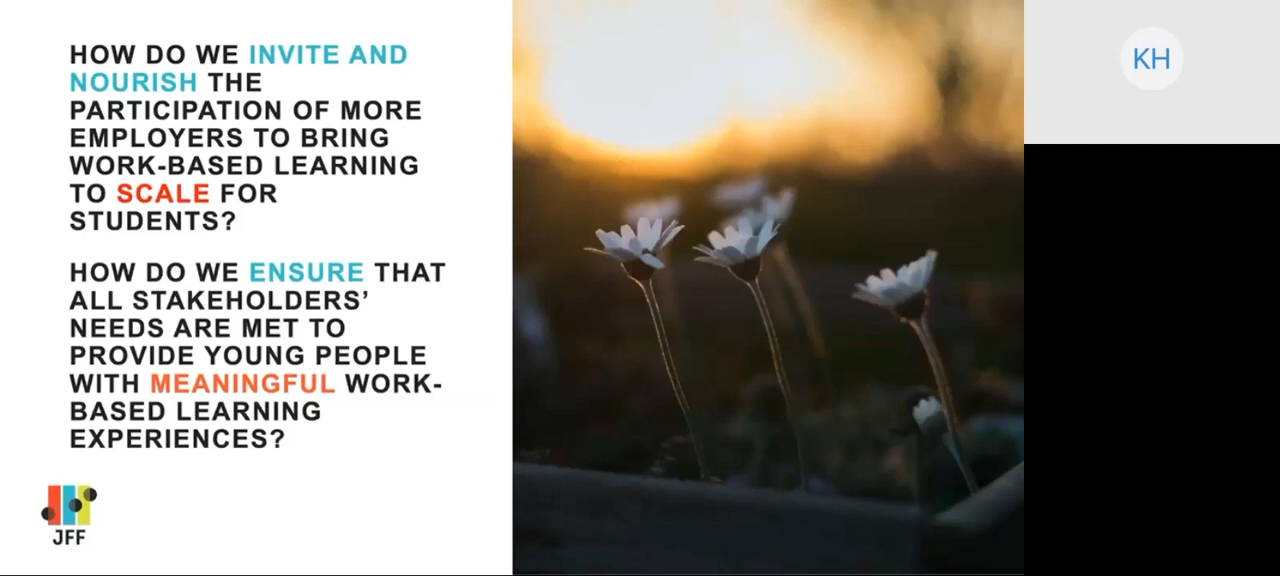 HOW DO WE INVITE AND
NOURISH THE
PARTICIPATION OF MORE
EMPLOYERS TO BRING
WORK-BASED LEARNING
TO SCALE FOR
STUDENTS?
HOW DO WE ENSURE THAT
ALL STAKEHOLDERS’
NEEDS ARE MET TO
PROVIDE YOUNG PEOPLE
WITH MEANINGFUL WORK-
BASED LEARNING
EXPERIENCES?
JFF
KH